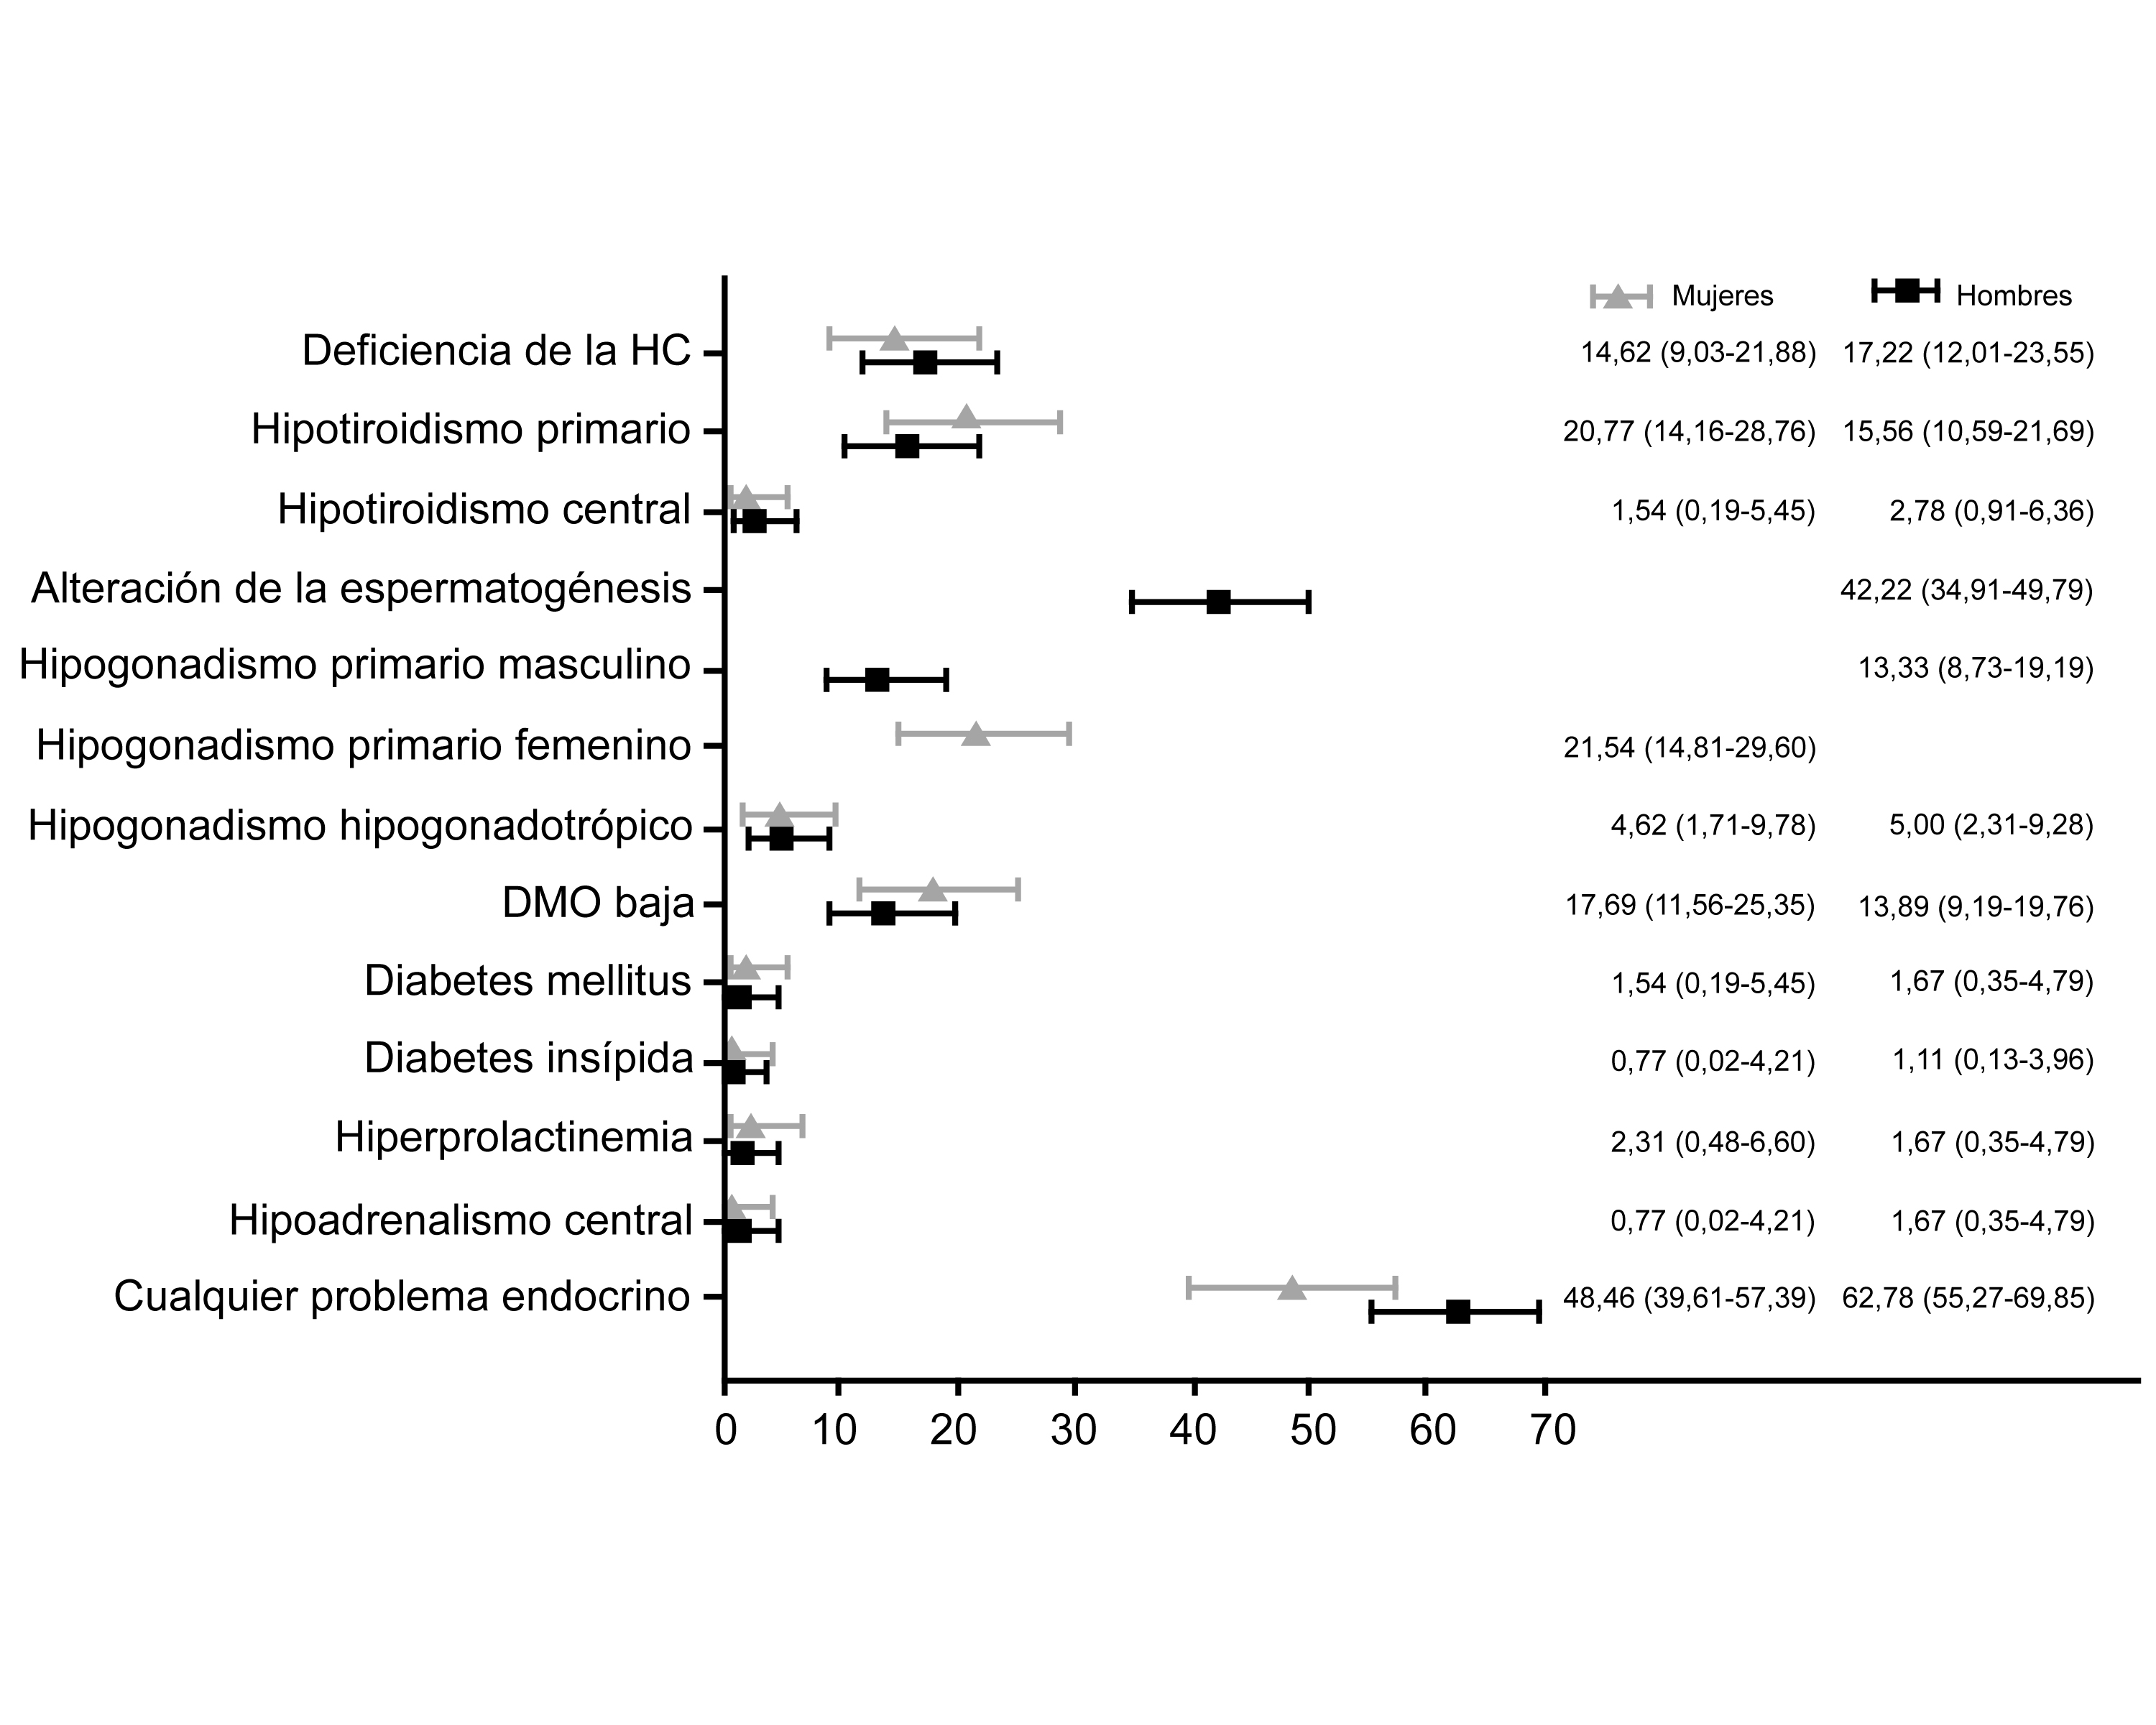 Mujeres Hombres
Deficiencia de la HC 14,62 (9,03-21,88) 17,22 (12,01-23,55)
Hipotiroidismo primario 20,77 (14,16-28,76) 15,56 (10,59-21,69)
Hipotiroidismo central 1,54 (0,19-5,45) 2,78 (0,91-6,36)
Alteración de la espermatogénesis 42,22 (34,91-49,79)
Hipogonadismo primario masculino 13,33 (8,73-19,19)
Hipogonadismo primario femenino 21,54 (14,81-29,60)
Hipogonadismo hipogonadotrópico 4,62 (1,71-9,78) 5,00 (2,31-9,28)
DMO baja 17,69 (11,56-25,35) 13,89 (9,19-19,76)
Diabetes mellitus 1,54 (0,19-5,45) 1,67 (0,35-4,79)
Diabetes insípida 0,77 (0,02-4,21) 1,11 (0,13-3,96)
Hiperprolactinemia 2,31 (0,48-6,60) 1,67 (0,35-4,79)
Hipoadrenalismo central 0,77 (0,02-4,21) 1,67 (0,35-4,79)
Cualquier problema endocrino 48,46 (39,61-57,39) 62,78 (55,27-69,85)
0 10 20 30 40 50 60 70